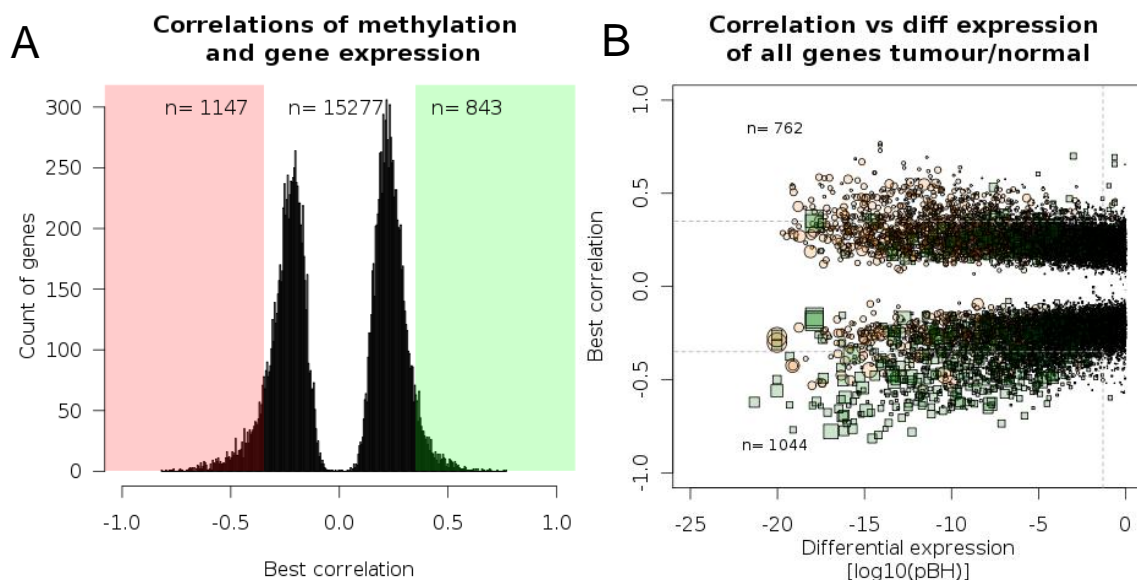 A
Correlations of methylation
and gene expression
n= 1147
n= 15277
n= 843
300
250
200
150
100
50
0
Count of genes
-1.0
-0.5
0.0
0.5
1.0
Best correlation
B
Correlation vs diff expression
of all genes tumour/normal
n= 762
n= 1044
1.0
0.5
0.0
-0.5
-1.0
Best correlation
-25
-20
-15
-10
-5
0
Differential expression
[log10(pBH)]